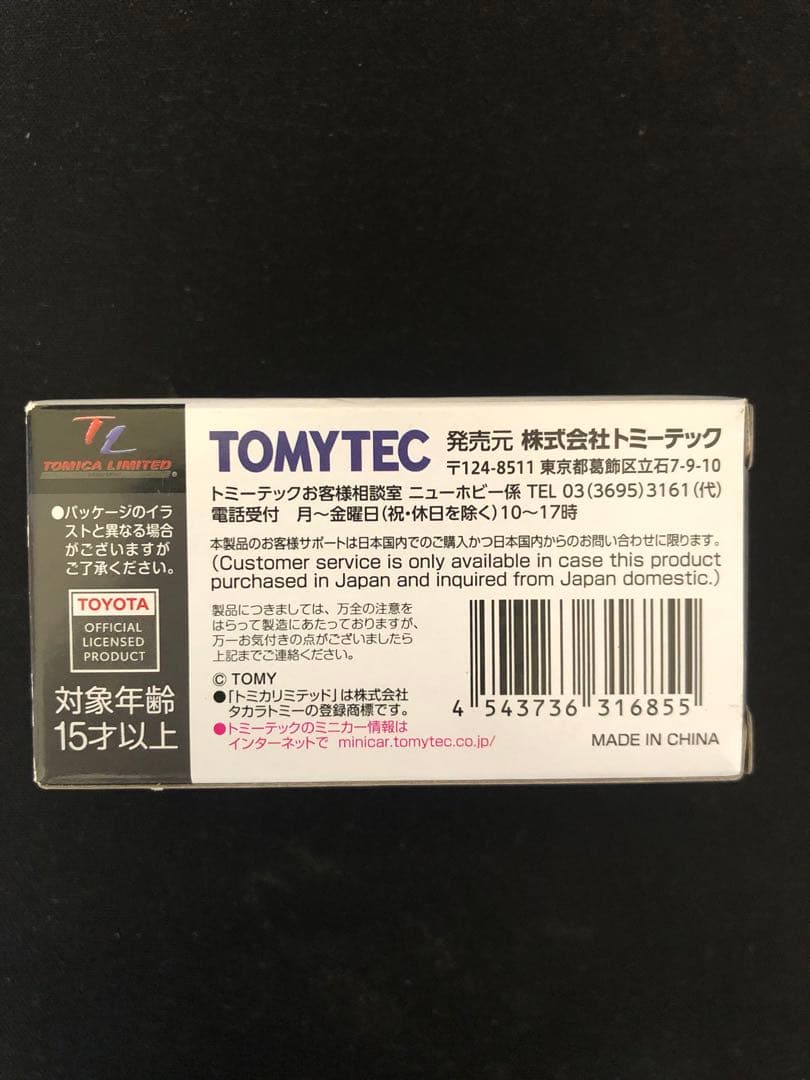 TL
TOMICA LIMITED
●パッケージのイラ
ストと異なる場合
がございますが
ご了承ください。
TOYOTA
OFFICIAL
LICENSED
PRODUCT
対象年齢
15才以上
TOMYTEC 発売元 株式会社トミーテック
〒124-8511 東京都葛飾区立石7-9-10
トミーテックお客様相談室 ニューホビー係 TEL 03(3695)3161(代)
電話受付 月~金曜日(祝・休日を除く)10~17時
本製品のお客様サポートは日本国内でのご購入かつ日本国内からのお問い合わせに限ります。
(Customer service is only available in case this product
purchased in Japan and inquired from Japan domestic.)
製品につきましては、万全の注意を
はらって製造にあたっておりますが、
万一お気付きの点がございましたら
上記までご連絡ください。
© TOMY
●「トミカリミテッド」は株式会社
タカラトミーの登録商標です。
●トミーテックのミニカー情報は
インターネットで minicar.tomytec.co.jp/
4 543736 316855
MADE IN CHINA